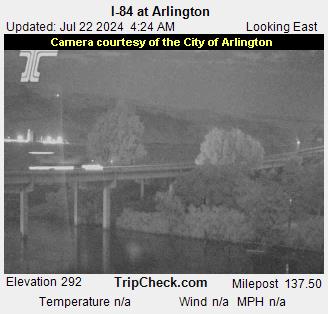 I-84 at Arlington
Updated: Jul 22 2024 4:24 AM Looking East
Camera courtesy of the City of Arlington
Elevation 292 TripCheck.com Milepost 137.50
Temperature n/a Wind n/a MPH n/a